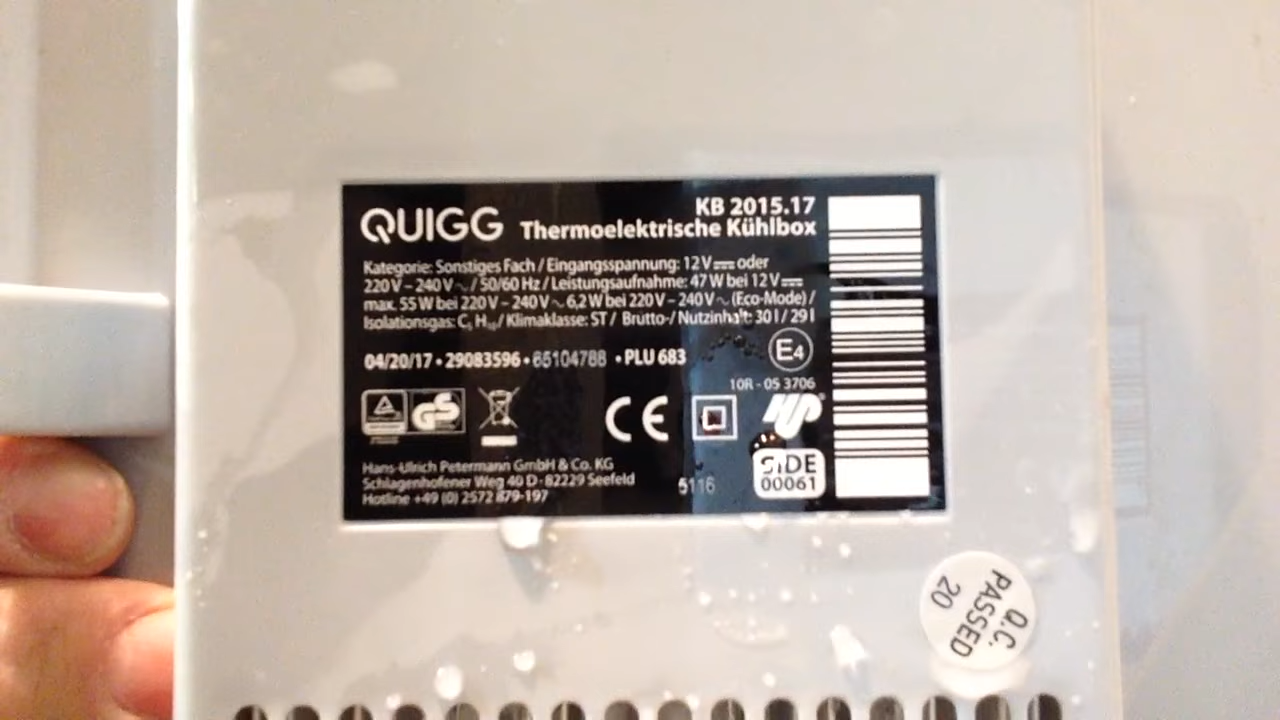 QUIGG
KB 2015.17
Thermoelektrische Kühlbox
Kategorie: Sonstiges Fach / Eingangsspannung: 12 V⎓ oder
220 V – 240 V ~ / 50/60 Hz / Leistungsaufnahme: 47 W bei 12 V⎓
max. 55 W bei 220 V – 240 V ~ 6,2 W bei 220 V – 240 V ~ (Eco-Mode) /
Isolationsgas: C₅ H₁₀ / Klimaklasse: ST / Brutto-/ Nutzinhalt: 30 l / 29 l
04/20/17 • 29083596 • 65104788 • PLU 683
E4
10R - 05 3706
GS
CE
Hans-Ulrich Petermann GmbH & Co. KG
Schlagenhofener Weg 40 D - 82229 Seefeld
Hotline +49 (0) 2572 879-197
5116
SIDE
00061
Q.C.
PASSED
20